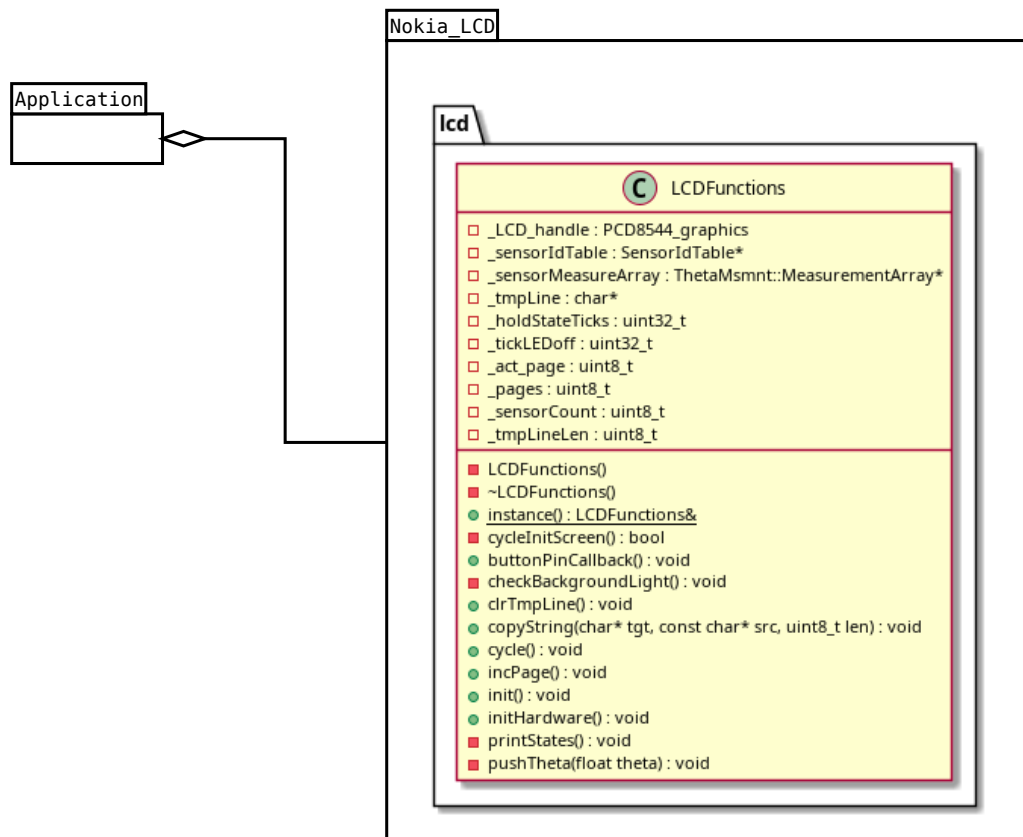 Nokia_LCD
Application
lcd
C LCDFunctions
_LCD_handle : PCD8544_graphics
_sensorIdTable : SensorIdTable*
_sensorMeasureArray : ThetaMsmnt::MeasurementArray*
_tmpLine : char*
_holdStateTicks : uint32_t
_tickLEDoff : uint32_t
_act_page : uint8_t
_pages : uint8_t
_sensorCount : uint8_t
_tmpLineLen : uint8_t
LCDFunctions()
~LCDFunctions()
instance() : LCDFunctions&
cycleInitScreen() : bool
buttonPinCallback() : void
checkBackgroundLight() : void
clrTmpLine() : void
copyString(char* tgt, const char* src, uint8_t len) : void
cycle() : void
incPage() : void
init() : void
initHardware() : void
printStates() : void
pushTheta(float theta) : void